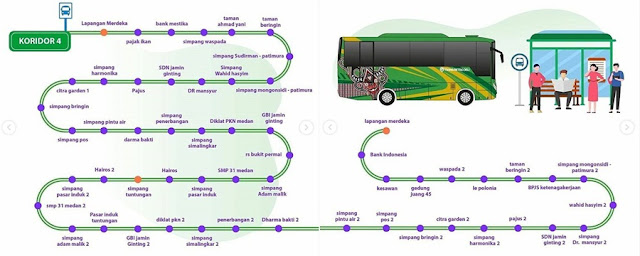 KORIDOR 4
Lapangan Merdeka
pajak ikan
bank mestika
simpang waspada
taman
ahmad yani
simpang Sudirman - patimura
taman
beringin
simpang
harmonika
citra garden 1
Pajus
SDN jamin
ginting
DR mansyur
Simpang
Wahid hasyim
simpang mongonsidi - patimura
simpang bringin
simpang pos
simpang pintu air
darma bakti
simpang
penerbangan
simpang
simalingkar
Diklat PKN medan
GBI jamin
ginting
rs bukit permai
Hairos 2
simpang
pasar induk 2
simpang
tuntungan
Hairos
simpang
pasar induk
SMP 31 medan
simpang
Adam malik
smp 31 medan 2
simpang
adam malik 2
Pasar induk
tuntungan
GBI jamin
Ginting 2
diklat pkn 2
simpang
simalingkar 2
penerbangan 2
Dharma bakti 2
lapangan merdeka
Bank Indonesia
kesawan
gedung
juang 45
waspada 2
le polonia
taman
beringin 2
BPJS ketenagakerjaan
simpang mongonsidi -
patimura 2
wahid hasyim 2
simpang
pintu air 2
simpang
pos 2
simpang bringin 2
citra garden 2
simpang
harmonika 2
pajus 2
SDN jamin
ginting 2
simpang
Dr. mansyur 2